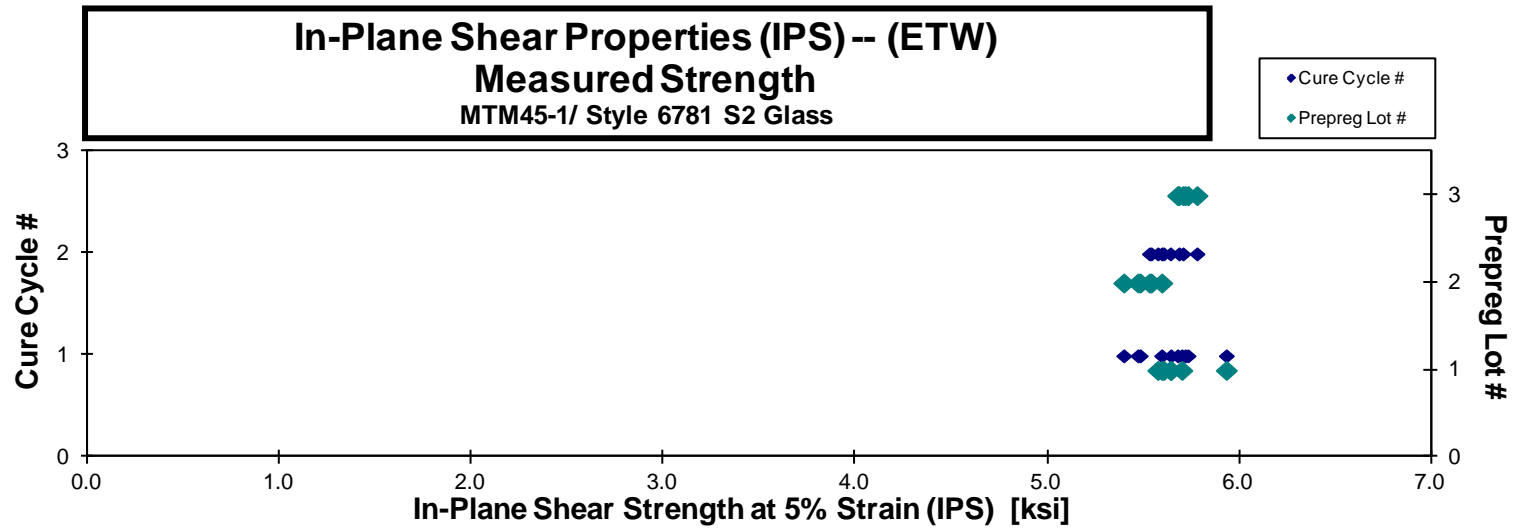 In-Plane Shear Properties (IPS) -- (ETW)
Measured Strength
MTM45-1/ Style 6781 S2 Glass
Cure Cycle #
Prepreg Lot #
3
2
1
0
Cure Cycle #
3
2
1
0
Prepreg Lot #
0.0 1.0 2.0 3.0 4.0 5.0 6.0 7.0
In-Plane Shear Strength at 5% Strain (IPS) [ksi]